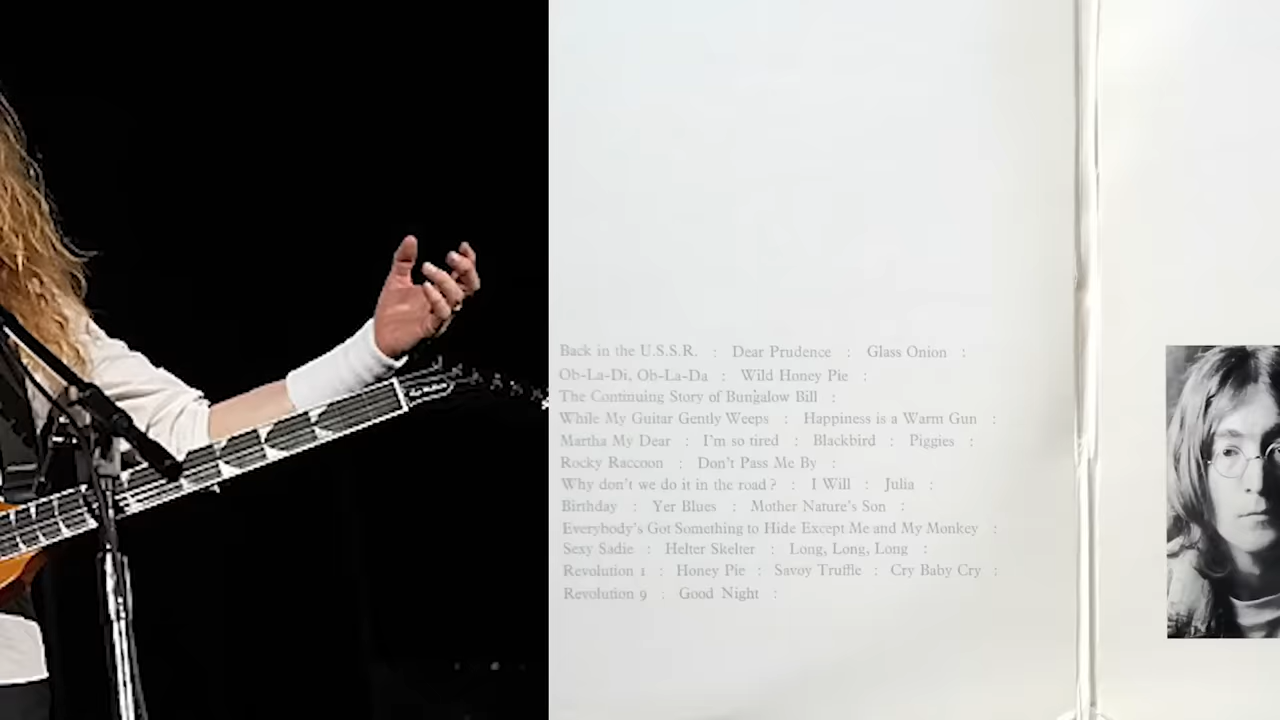 Back in the U.S.S.R. : Dear Prudence : Glass Onion :
Ob-La-Di, Ob-La-Da : Wild Honey Pie :
The Continuing Story of Bungalow Bill :
While My Guitar Gently Weeps : Happiness is a Warm Gun :
Martha My Dear : I'm so tired : Blackbird : Piggies :
Rocky Raccoon : Don't Pass Me By :
Why don't we do it in the road? : I Will : Julia :
Birthday : Yer Blues : Mother Nature's Son :
Everybody's Got Something to Hide Except Me and My Monkey :
Sexy Sadie : Helter Skelter : Long, Long, Long :
Revolution 1 : Honey Pie : Savoy Truffle : Cry Baby Cry :
Revolution 9 : Good Night :